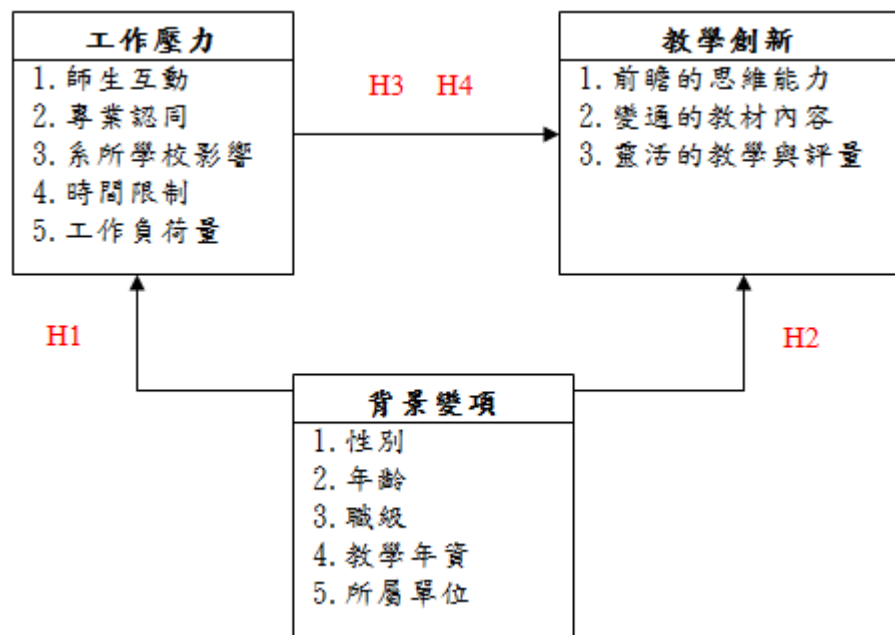 工作壓力
1.師生互動
2.專業認同
3.系所學校影響
4.時間限制
5.工作負荷量
H3 H4
教學創新
1.前瞻的思維能力
2.變通的教材內容
3.靈活的教學與評量
H1
H2
背景變項
1.性別
2.年齡
3.職級
4.教學年資
5.所屬單位